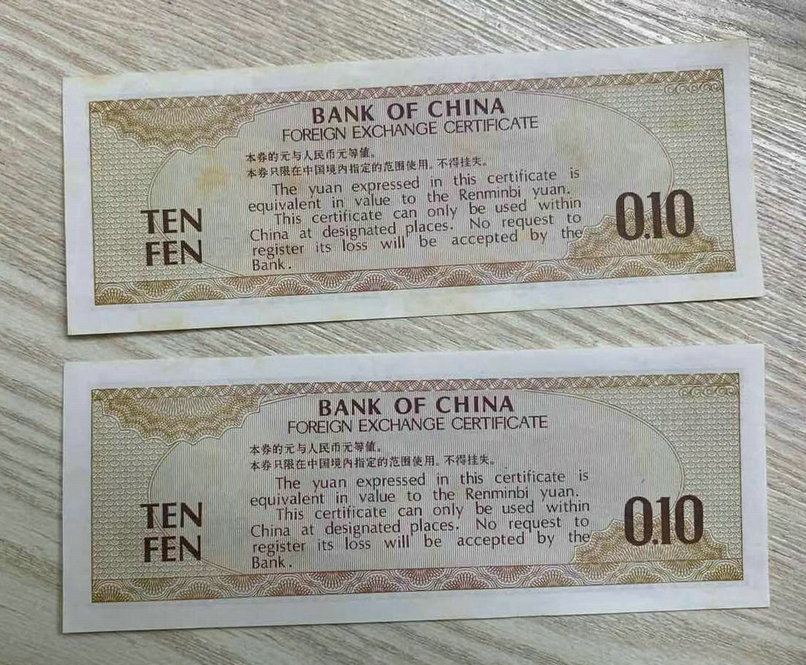 BANK OF CHINA
FOREIGN EXCHANGE CERTIFICATE
本券的元与人民币元等值。
本券只限在中国境内指定的范围使用。不得挂失。
The yuan expressed in this certificate is
equivalent in value to the Renminbi yuan.
This certificate can only be used within
China at designated places. No request to
register its loss will be accepted by the
Bank.
TEN
FEN
0.10
BANK OF CHINA
FOREIGN EXCHANGE CERTIFICATE
本券的元与人民币元等值。
本券只限在中国境内指定的范围使用。不得挂失。
The yuan expressed in this certificate is
equivalent in value to the Renminbi yuan.
This certificate can only be used within
China at designated places. No request to
register its loss will be accepted by the
Bank.
TEN
FEN
0.10